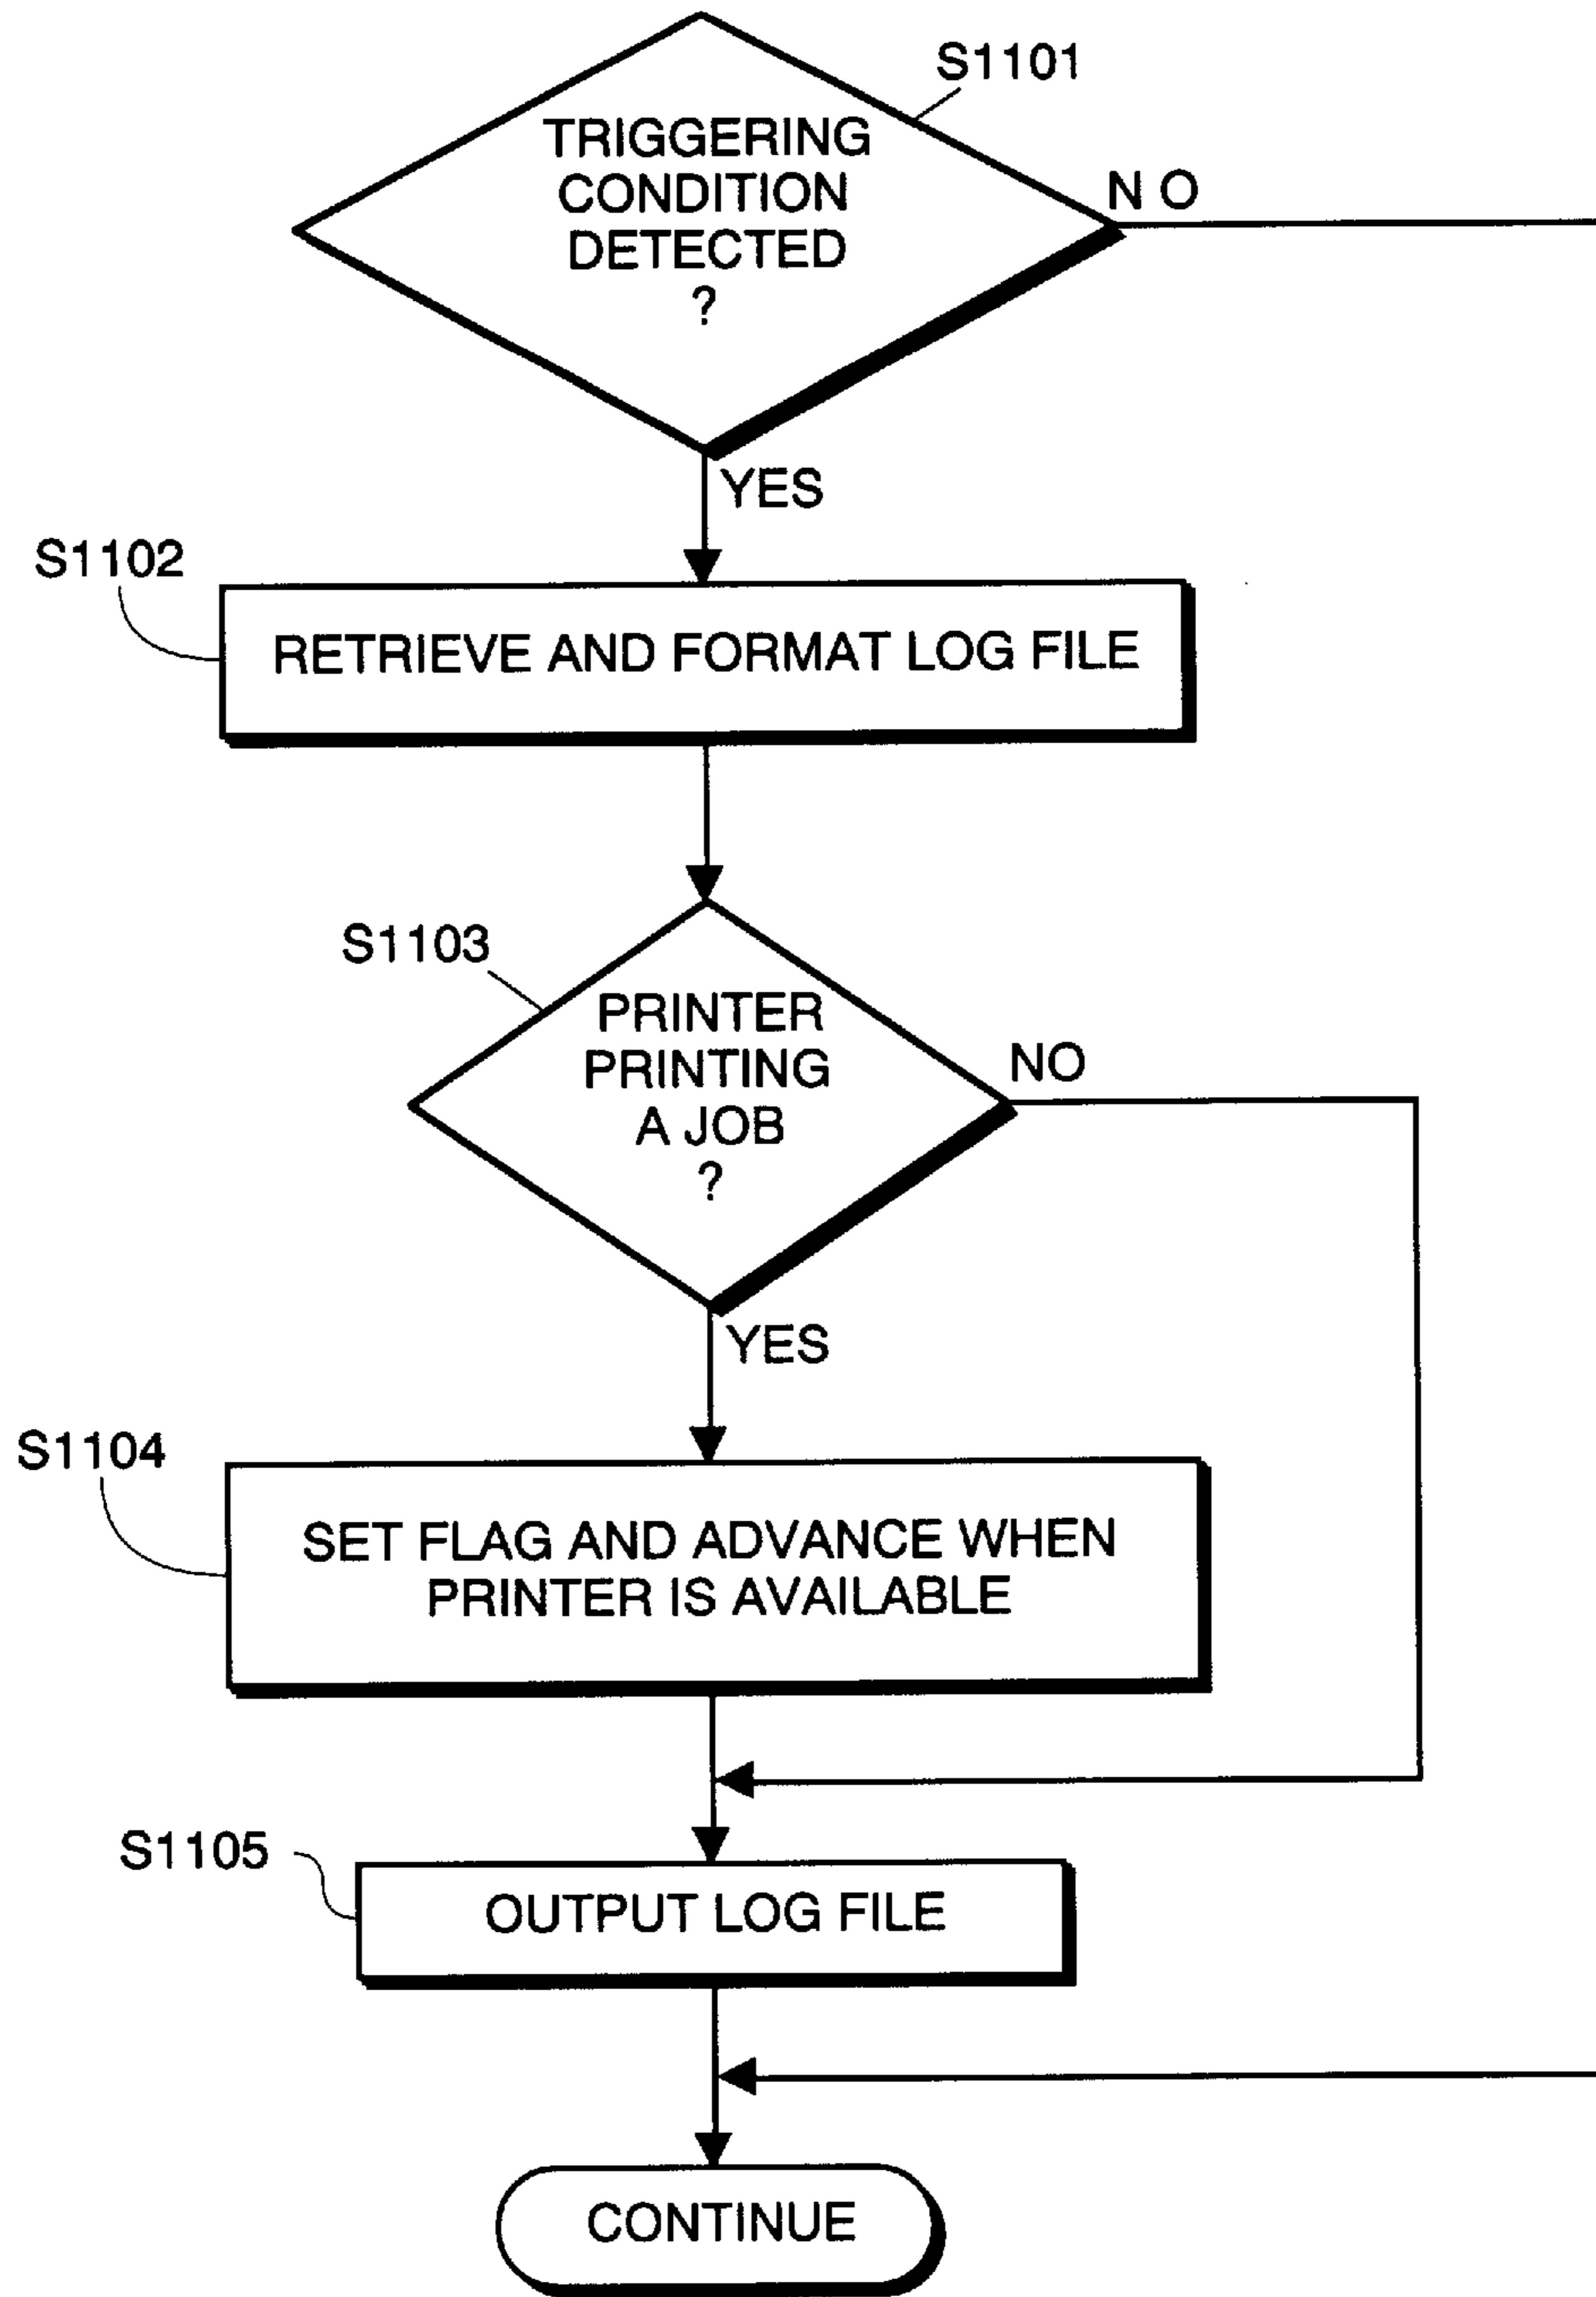 S1101
TRIGGERING
CONDITION
DETECTED
?
N O
YES
S1102
RETRIEVE AND FORMAT LOG FILE
S1103
PRINTER
PRINTING
A JOB
?
NO
YES
S1104
SET FLAG AND ADVANCE WHEN
PRINTER IS AVAILABLE
S1105
OUTPUT LOG FILE
CONTINUE